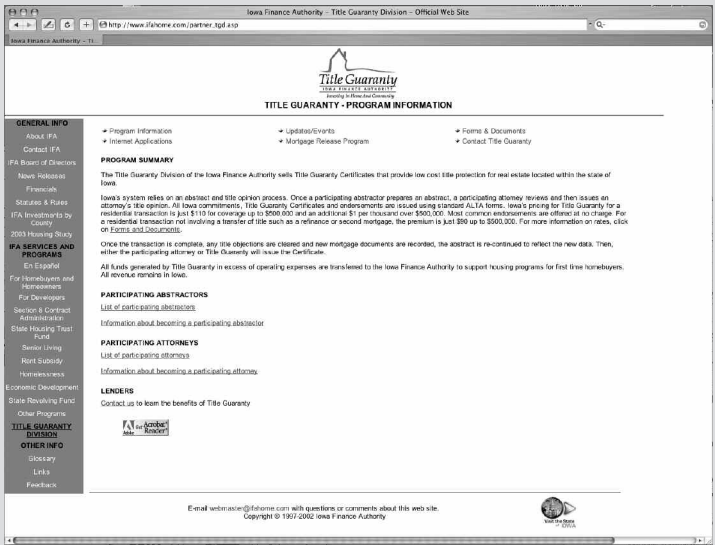 Iowa Finance Authority – Title Guaranty Division – Official Web Site
http://www.ifahome.com/partner_tgd.asp
Iowa Finance Authority – Ti...
Title Guaranty
IOWA FINANCE AUTHORITY
Investing In Home And Community
TITLE GUARANTY - PROGRAM INFORMATION
GENERAL INFO
About IFA
Contact IFA
IFA Board of Directors
News Releases
Financials
Statutes & Rules
IFA Investments by
County
2003 Housing Study
IFA SERVICES AND
PROGRAMS
En Español
For Homebuyers and
Homeowners
For Developers
Section 8 Contract
Administration
State Housing Trust
Fund
Senior Living
Rent Subsidy
Homelessness
Economic Development
State Revolving Fund
Other Programs
TITLE GUARANTY
DIVISION
OTHER INFO
Glossary
Links
Feedback
Program Information
Updates/Events
Forms & Documents
Internet Applications
Mortgage Release Program
Contact Title Guaranty
PROGRAM SUMMARY
The Title Guaranty Division of the Iowa Finance Authority sells Title Guaranty Certificates that provide low cost title protection for real estate located within the state of
Iowa.
Iowa's system relies on an abstract and title opinion process. Once a participating abstractor prepares an abstract, a participating attorney reviews and then issues an
attorney's title opinion. All Iowa commitments, Title Guaranty Certificates and endorsements are issued using standard ALTA forms. Iowa's pricing for Title Guaranty for a
residential transaction is just $110 for coverage up to $500,000 and an additional $1 per thousand over $500,000. Most common endorsements are offered at no charge. For
a residential transaction not involving a transfer of title such as a refinance or second mortgage, the premium is just $90 up to $500,000. For more information on rates, click
on Forms and Documents.
Once the transaction is complete, any title objections are cleared and new mortgage documents are recorded, the abstract is re-continued to reflect the new data. Then,
either the participating attorney or Title Guaranty will issue the Certificate.
All funds generated by Title Guaranty in excess of operating expenses are transferred to the Iowa Finance Authority to support housing programs for first time homebuyers.
All revenue remains in Iowa.
PARTICIPATING ABSTRACTORS
List of participating abstractors
Information about becoming a participating abstractor
PARTICIPATING ATTORNEYS
List of participating attorneys
Information about becoming a participating attorney
LENDERS
Contact us to learn the benefits of Title Guaranty
Adobe
Get Acrobat
Reader
E-mail webmaster@ifahome.com with questions or comments about this web site.
Copyright © 1997-2002 Iowa Finance Authority
Visit the State
of IOWA